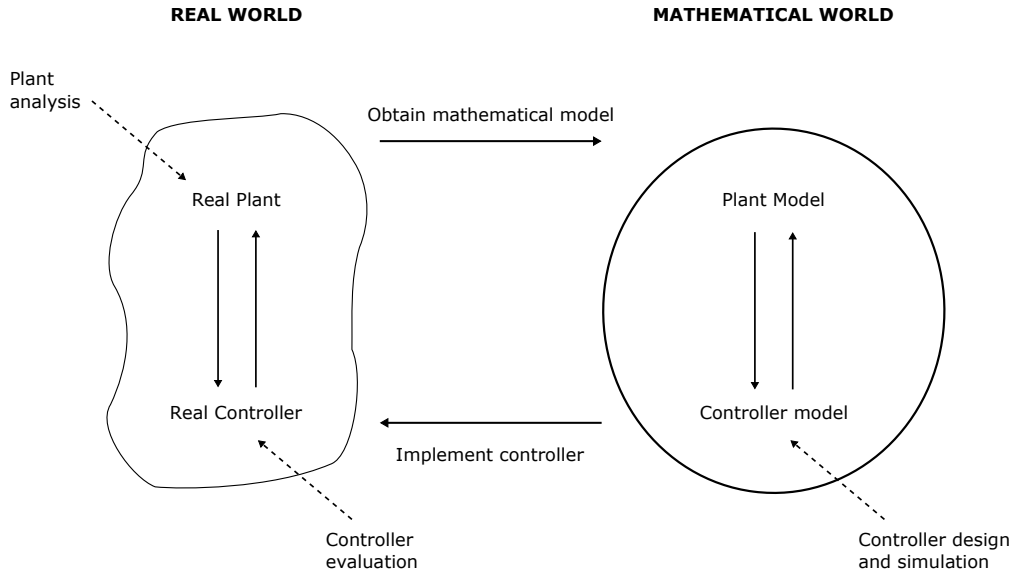 REAL WORLD
MATHEMATICAL WORLD
Plant
analysis
Obtain mathematical model
Real Plant
Plant Model
Real Controller
Controller model
Implement controller
Controller
evaluation
Controller design
and simulation